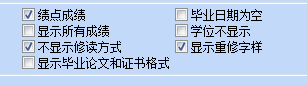 绩点成绩 毕业日期为空
显示所有成绩 学位不显示
不显示修读方式 显示重修字样
显示毕业论文和证书格式